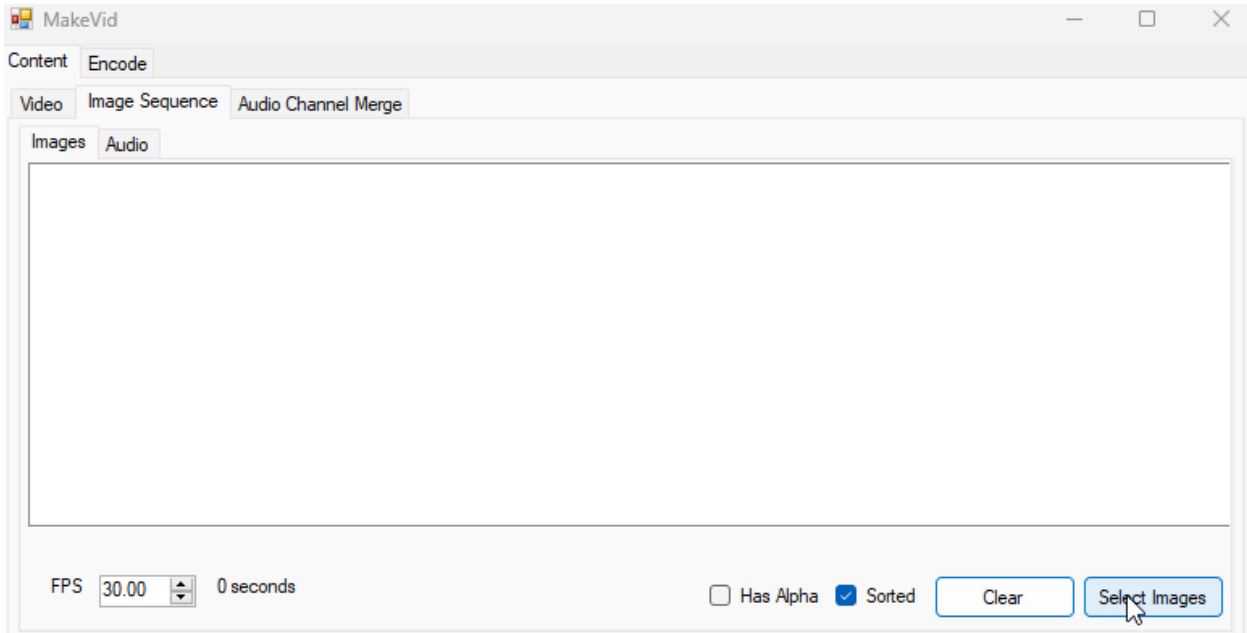 MakeVid
Content Encode
Video Image Sequence Audio Channel Merge
Images Audio
FPS 30.00 0 seconds Has Alpha Sorted Clear Select Images